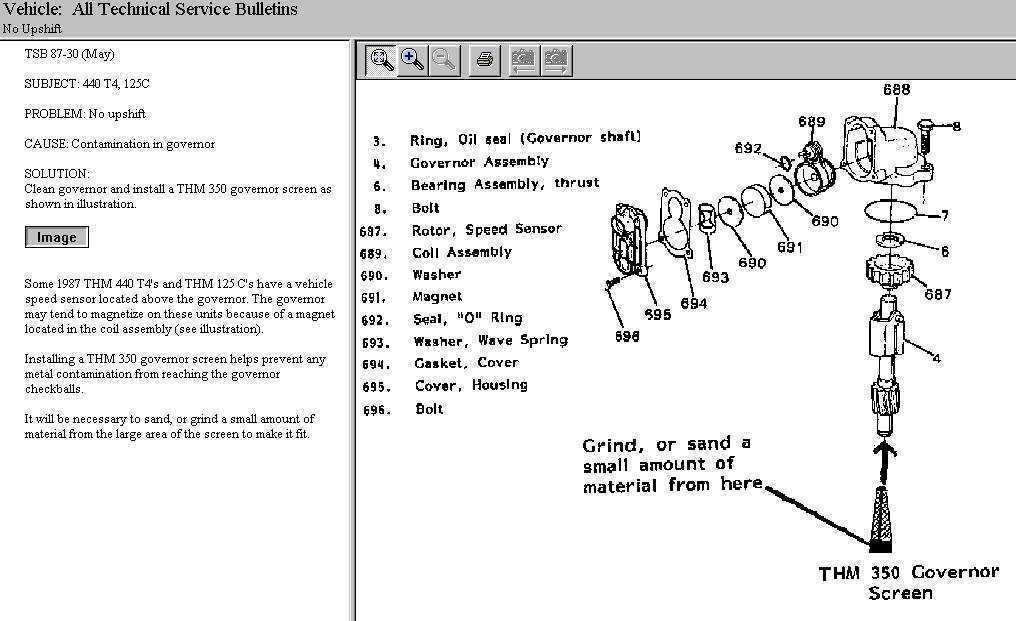 Vehicle:  All Technical Service Bulletins
No Upshift
TSB 87-30 (May)
SUBJECT: 440 T4, 125C
PROBLEM: No upshift
CAUSE: Contamination in governor
SOLUTION:
Clean governor and install a THM 350 governor screen as
shown in illustration.
Image
Some 1987 THM 440 T4's and THM 125 C's have a vehicle
speed sensor located above the governor. The governor
may tend to magnetize on these units because of a magnet
located in the coil assembly (see illustration).
Installing a THM 350 governor screen helps prevent any
metal contamination from reaching the governor
checkballs.
It will be necessary to sand, or grind a small amount of
material from the large area of the screen to make it fit.
3. Ring, Oil seal (Governor shaft)
4. Governor Assembly
6. Bearing Assembly, thrust
8. Bolt
687. Rotor, Speed Sensor
689. Coil Assembly
690. Washer
691. Magnet
692. Seal, "O" Ring
693. Washer, Wave Spring
694. Gasket, Cover
695. Cover, Housing
696. Bolt
688
689
8
692
690
7
691
6
690
693
687
694
695
696
4
Grind, or sand a
small amount of
material from here
THM 350 Governor
Screen